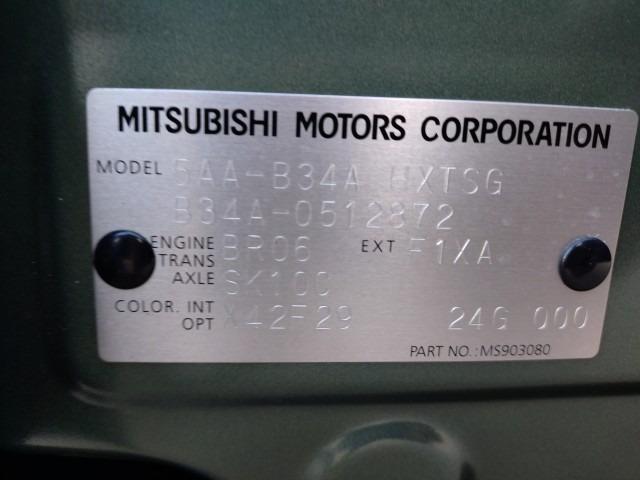 MITSUBISHI MOTORS CORPORATION
MODEL 5AA-B34A HXTSG
B34A-0512872
ENGINE BR06 EXT F1XA
TRANS
AXLE SK100
COLOR. INT X42F29 24G 000
OPT
PART NO.:MS903080